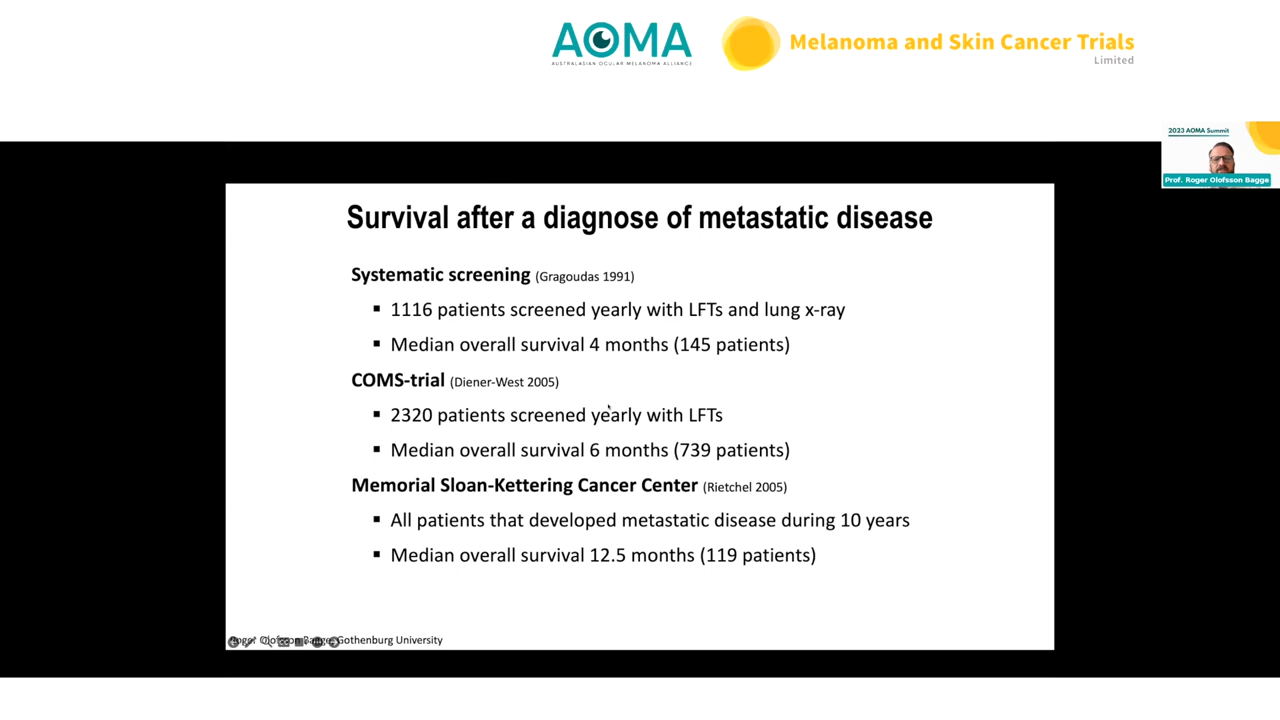 AOMA
AUSTRALASIAN OCULAR MELANOMA ALLIANCE
Melanoma and Skin Cancer Trials
Limited
2023 AOMA Summit
Prof. Roger Olofsson Bagge
Survival after a diagnose of metastatic disease
Systematic screening (Gragoudas 1991)
▪ 1116 patients screened yearly with LFTs and lung x-ray
▪ Median overall survival 4 months (145 patients)
COMS-trial (Diener-West 2005)
▪ 2320 patients screened yearly with LFTs
▪ Median overall survival 6 months (739 patients)
Memorial Sloan-Kettering Cancer Center (Rietchel 2005)
▪ All patients that developed metastatic disease during 10 years
▪ Median overall survival 12.5 months (119 patients)
Roger Olofsson Bagge, Gothenburg University